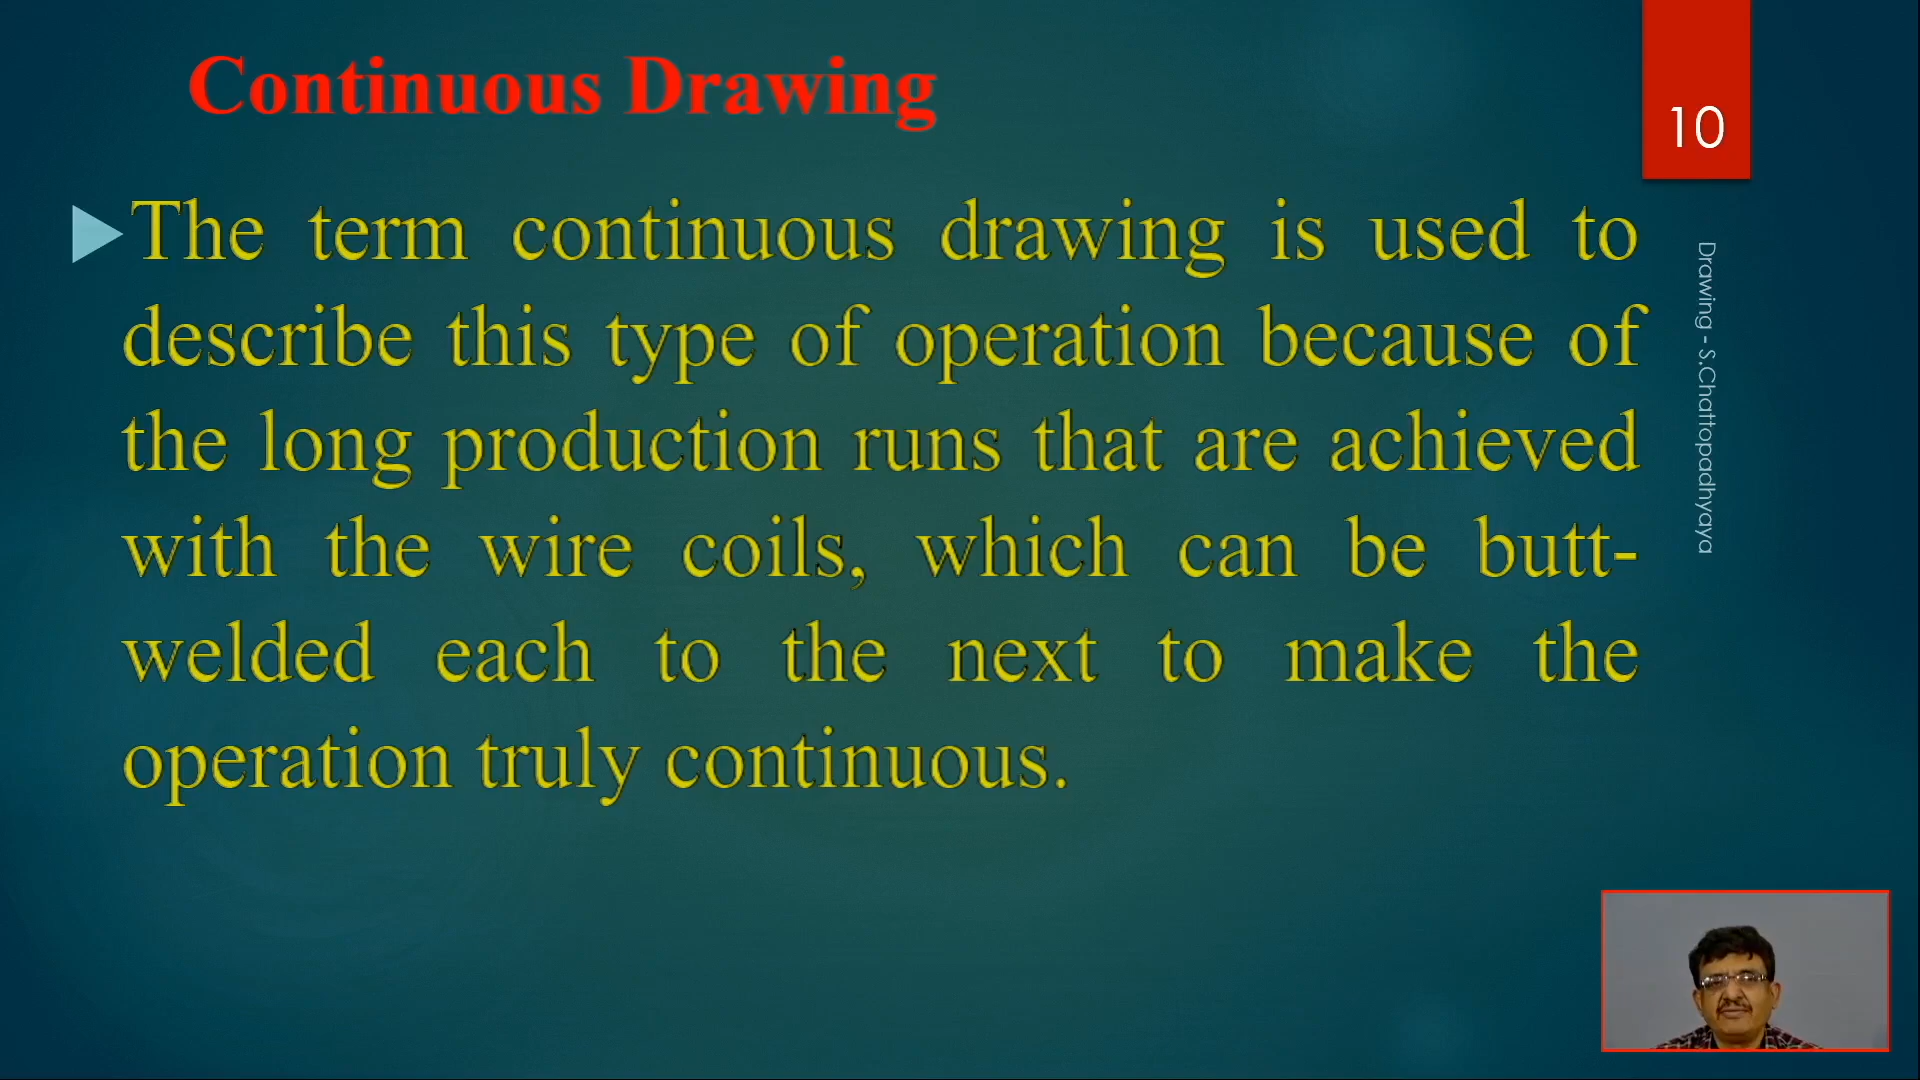 Continuous Drawing
10
The term continuous drawing is used to
describe this type of operation because of
the long production runs that are achieved
with the wire coils, which can be butt-
welded each to the next to make the
operation truly continuous.
Drawing - S.Chattopadhyaya